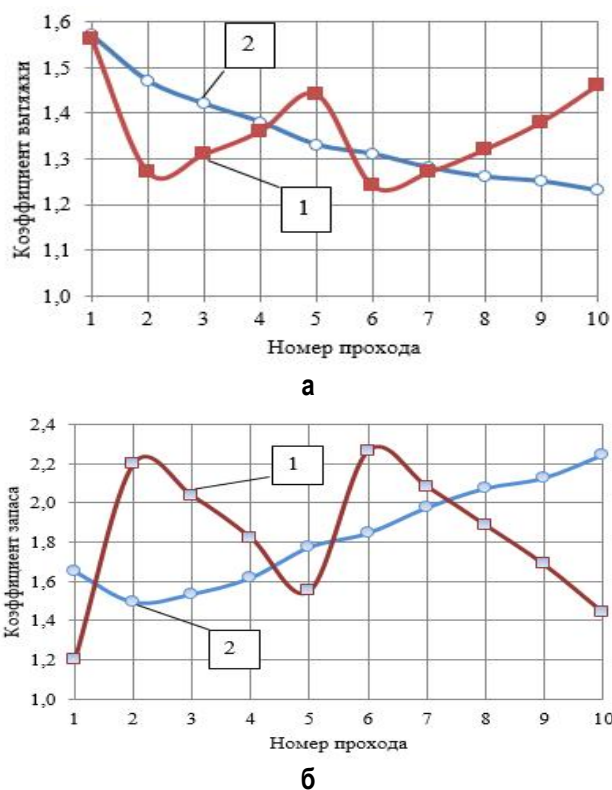 Коэффициент вытяжки
1,6
1,5
1,4
1,3
1,2
1,1
1,0
2
1
1 2 3 4 5 6 7 8 9 10
Номер прохода
а
Коэффициент запаса
2,4
2,2
2,0
1,8
1,6
1,4
1,2
1,0
1
2
1 2 3 4 5 6 7 8 9 10
Номер прохода
б